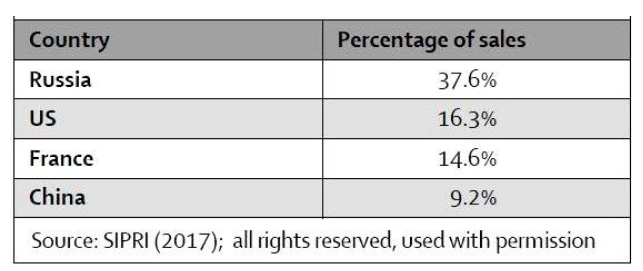 Country Percentage of sales
Russia 37.6%
US 16.3%
France 14.6%
China 9.2%
Source: SIPRI (2017); all rights reserved, used with permission